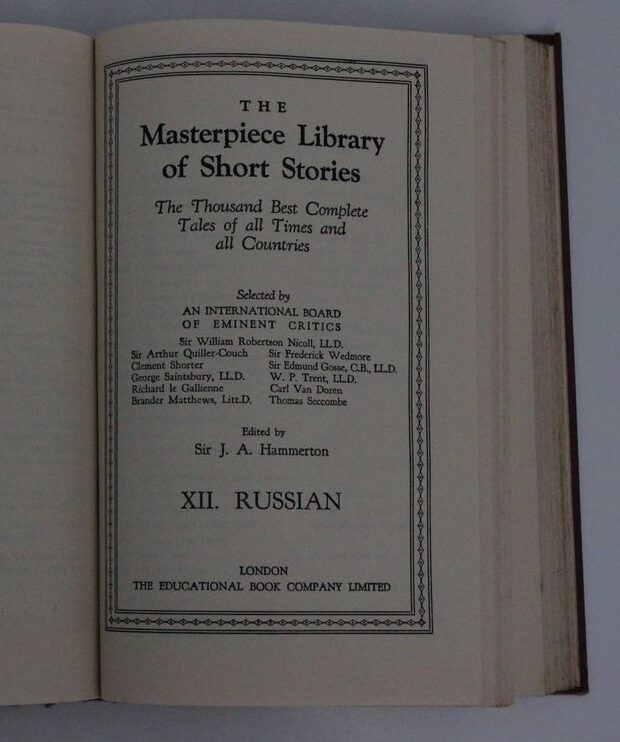 THE
Masterpiece Library
of Short Stories
The Thousand Best Complete
Tales of all Times and
all Countries
Selected by
AN INTERNATIONAL BOARD
OF EMINENT CRITICS
Sir William Robertson Nicoll, LL.D.
Sir Arthur Quiller-Couch Sir Frederick Wedmore
Clement Shorter Sir Edmund Gosse, C.B., LL.D.
George Saintsbury, LL.D. W. P. Trent, LL.D.
Richard le Gallienne Carl Van Doren
Brander Matthews, Litt.D. Thomas Seccombe
Edited by
Sir J. A. Hammerton
XII. RUSSIAN
LONDON
THE EDUCATIONAL BOOK COMPANY LIMITED